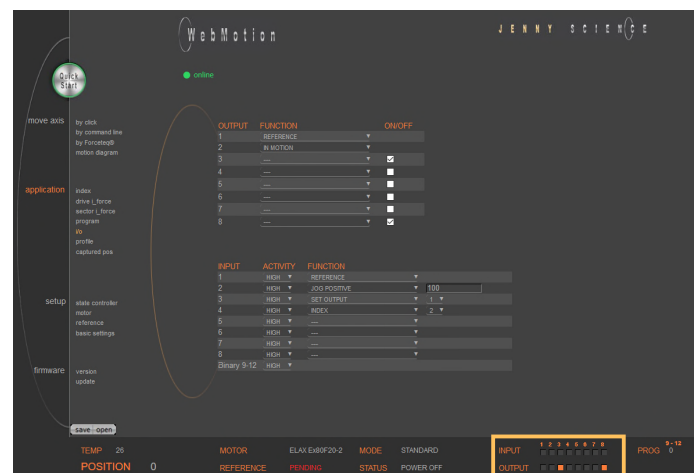 WebMotion
JENNY SCIENCE
Quick
Start
online
move axis
by click
by command line
by Forceteq®
motion diagram
application
index
drive i_force
sector i_force
program
i/o
profile
captured pos
setup
state controller
motor
reference
basic settings
firmware
version
update
OUTPUT FUNCTION ON/OFF
1 REFERENCE
2 IN MOTION
3 ---
4 ---
5 ---
6 ---
7 ---
8 ---
INPUT ACTIVITY FUNCTION
1 HIGH REFERENCE
2 HIGH JOG POSITIVE 100
3 HIGH SET OUTPUT 1
4 HIGH INDEX 2
5 HIGH ---
6 HIGH ---
7 HIGH ---
8 HIGH ---
Binary 9-12 HIGH
save open
TEMP 26 MOTOR ELAX Ex80F20-2 MODE STANDARD INPUT 1 2 3 4 5 6 7 8 PROG 9 - 12 0
POSITION 0 REFERENCE PENDING STATUS POWER OFF OUTPUT